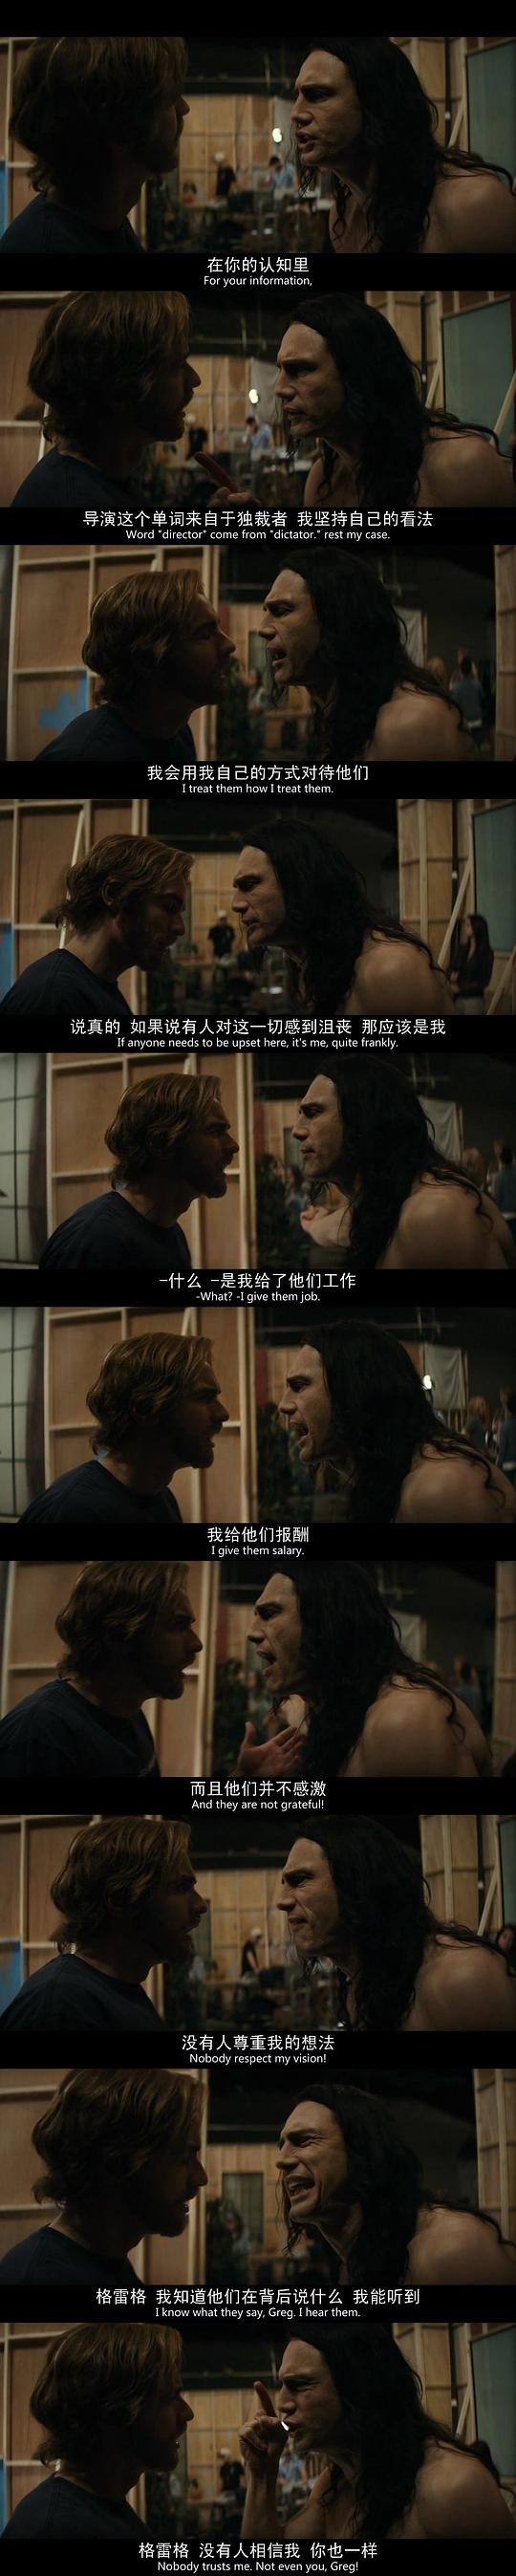 在你的认知里
For your information,
导演这个单词来自于独裁者 我坚持自己的看法
Word "director" come from "dictator." rest my case.
我会用我自己的方式对待他们
I treat them how I treat them.
说真的 如果说有人对这一切感到沮丧 那应该是我
If anyone needs to be upset here, it's me, quite frankly.
-什么 -是我给了他们工作
-What? -I give them job.
我给他们报酬
I give them salary.
而且他们并不感激
And they are not grateful!
没有人尊重我的想法
Nobody respect my vision!
格雷格 我知道他们在背后说什么 我能听到
I know what they say, Greg. I hear them.
格雷格 没有人相信我 你也一样
Nobody trusts me. Not even you, Greg!